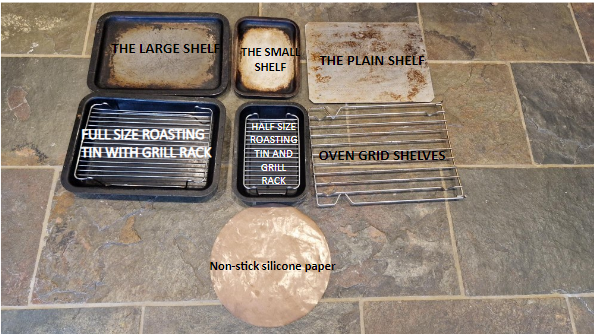 THE LARGE SHELF
THE SMALL
SHELF
THE PLAIN SHELF
FULL SIZE ROASTING
TIN WITH GRILL RACK
HALF SIZE
ROASTING
TIN AND
GRILL
RACK
OVEN GRID SHELVES
Non-stick silicone paper